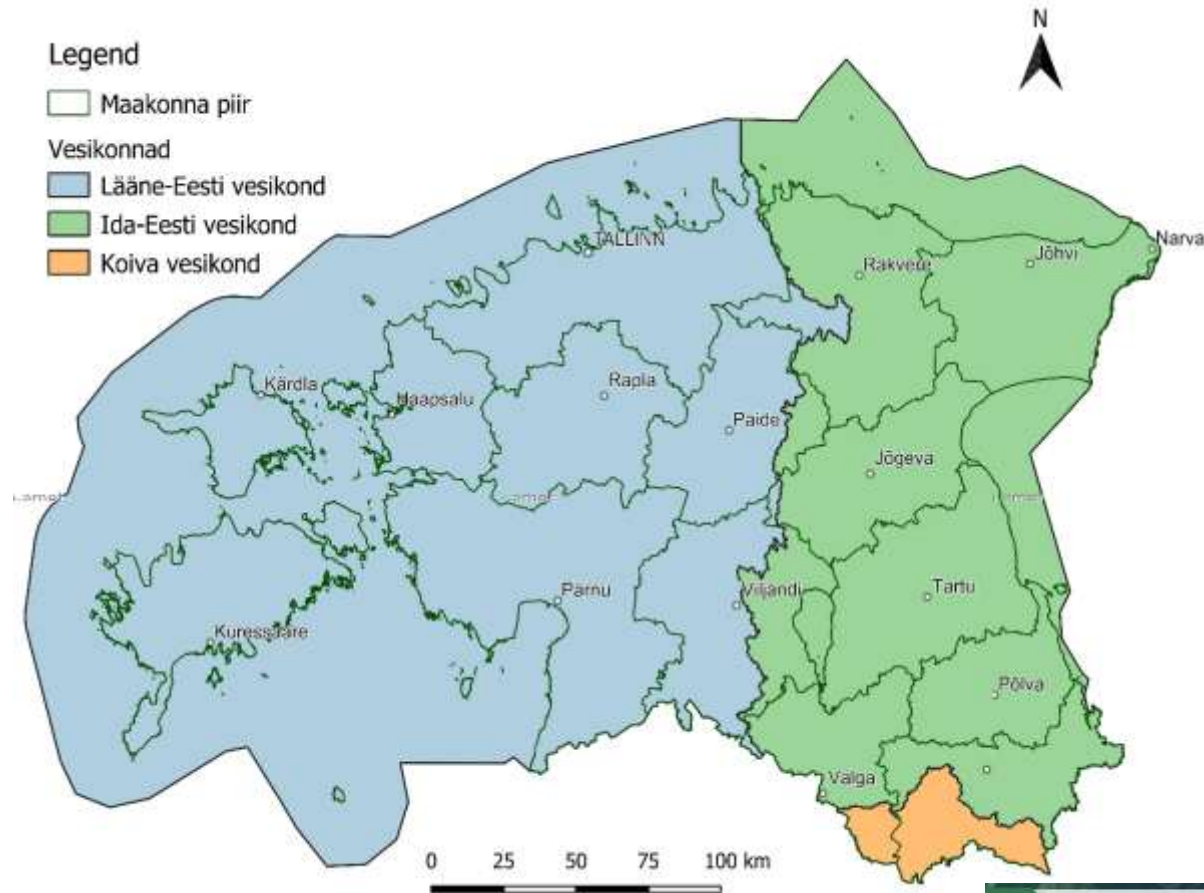 N
Legend
Maakonna piir
Vesikonnad
Lääne-Eesti vesikond
Ida-Eesti vesikond
Koiva vesikond
TALLINN
Narva
Jõhvi
Rakvere
Kärdla
Haapsalu
Rapla
Paide
Jõgeva
Pärnu
Viljandi
Tartu
Kuressaare
Põlva
Valga
0 25 50 75 100 km